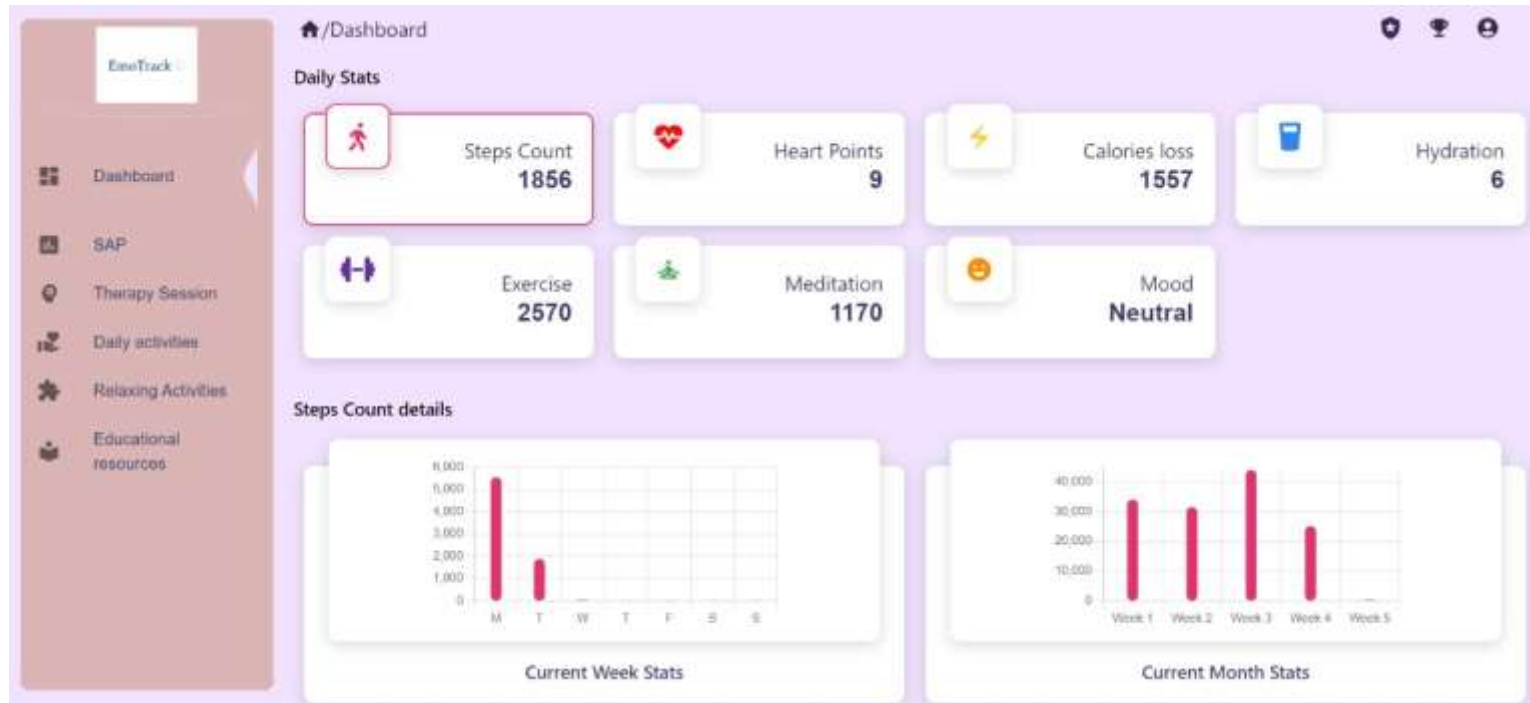 EmoTrack
/Dashboard
Daily Stats
Steps Count
1856
Heart Points
9
Calories loss
1557
Hydration
6
Dashboard
SAP
Therapy Session
Daily activities
Relaxing Activities
Educational
resources
Exercise
2570
Meditation
1170
Mood
Neutral
Steps Count details
6,000
5,000
4,000
3,000
2,000
1,000
0
M T W T F S S
Current Week Stats
40,000
30,000
20,000
10,000
0
Week 1 Week 2 Week 3 Week 4 Week 5
Current Month Stats